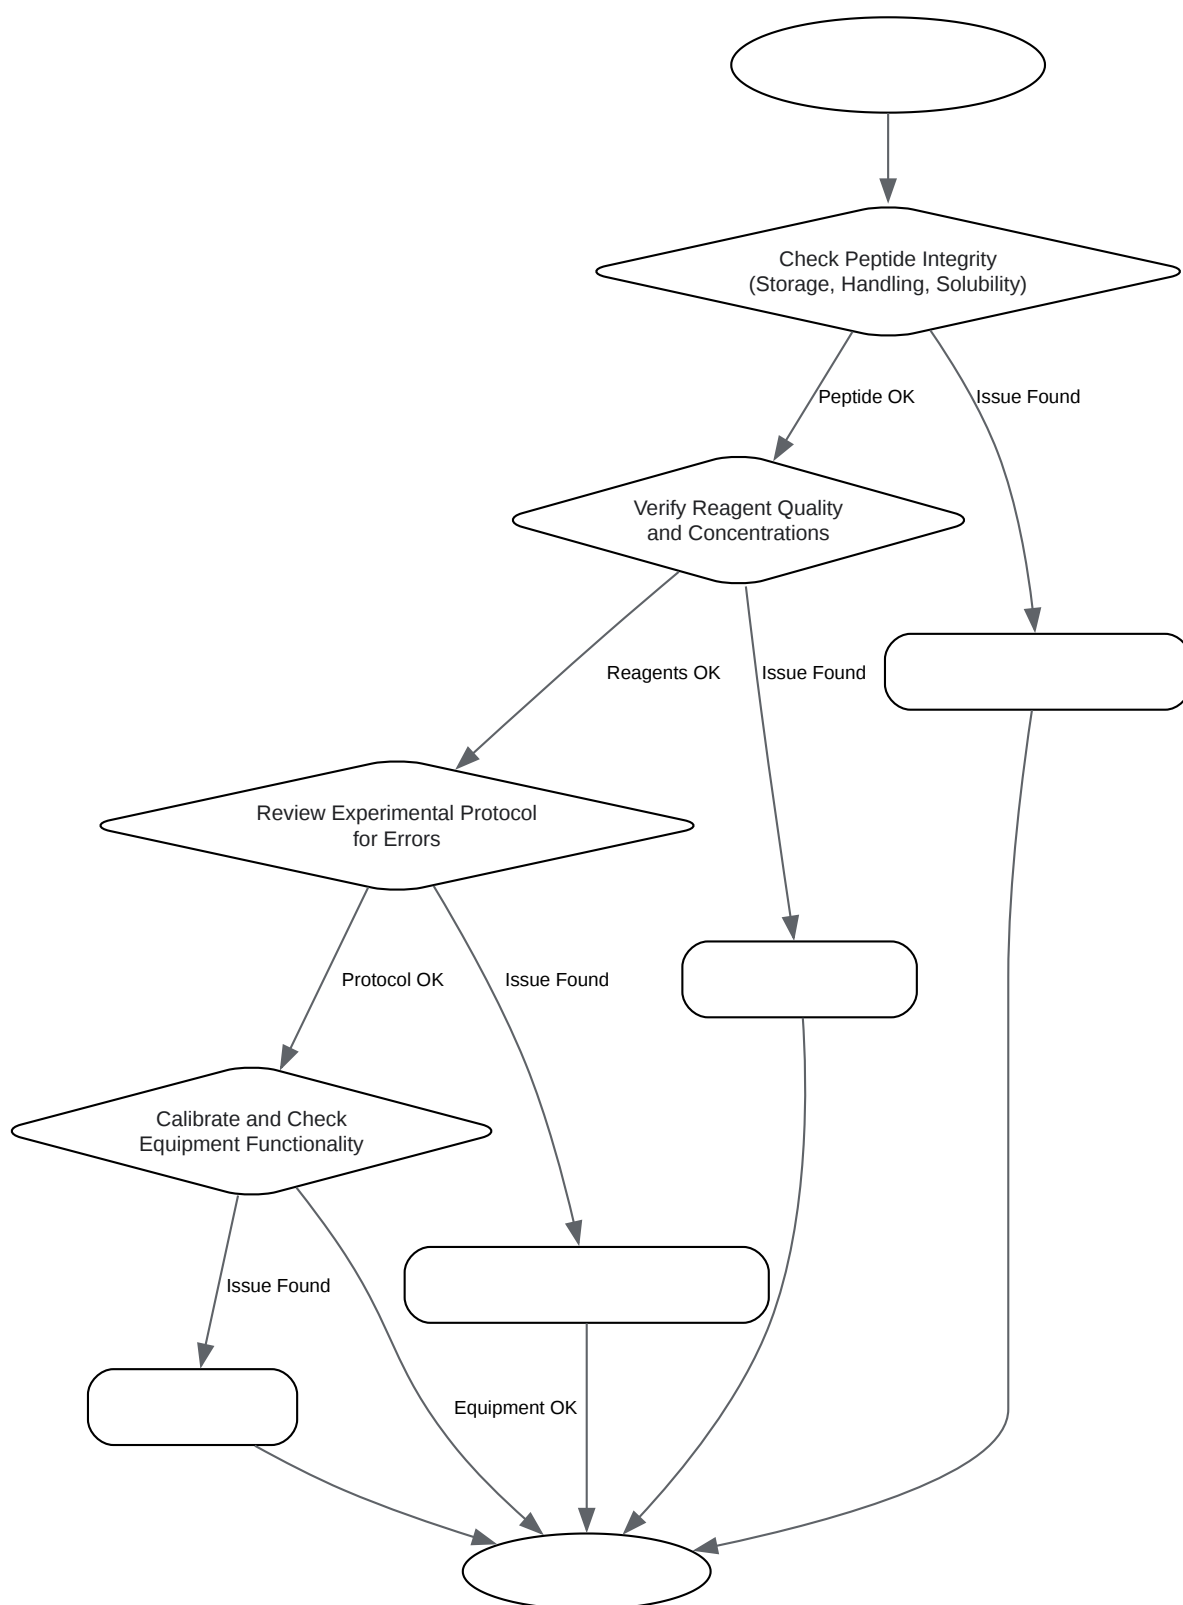 Check Peptide Integrity
(Storage, Handling, Solubility)
Peptide OK
Issue Found
Verify Reagent Quality
and Concentrations
Reagents OK
Issue Found
Review Experimental Protocol
for Errors
Protocol OK
Issue Found
Calibrate and Check
Equipment Functionality
Issue Found
Equipment OK